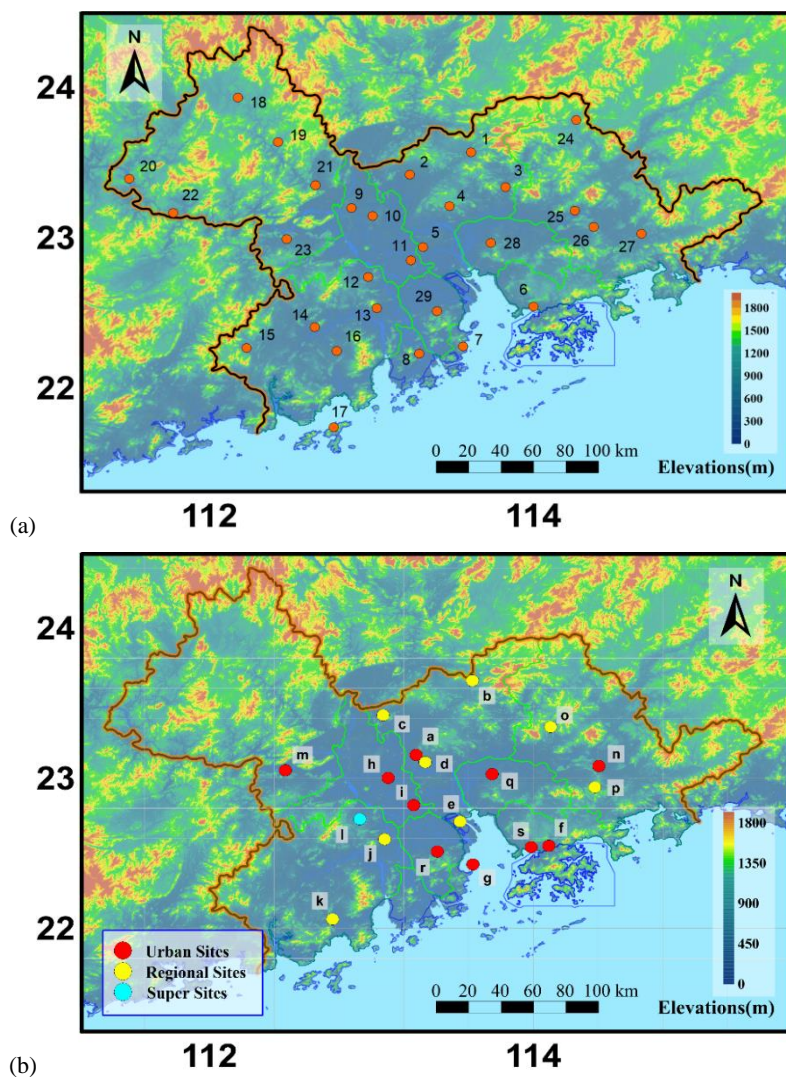 N
24
23
22
18
19
20
21
22
23
1
2
3
24
9
10
4
5
11
25
26
27
28
12
13
29
6
14
15
16
8
7
17
1800
1500
1200
900
600
300
0
0 20 40 60 80 100 km
Elevations(m)
112 114
(a)
N
24
23
22
b
c
o
a
d
m
h
n
q
i
e
p
l
j
s f
r
g
k
Urban Sites
Regional Sites
Super Sites
1800
1350
900
450
0
0 20 40 60 80 100 km
Elevations(m)
112 114
(b)